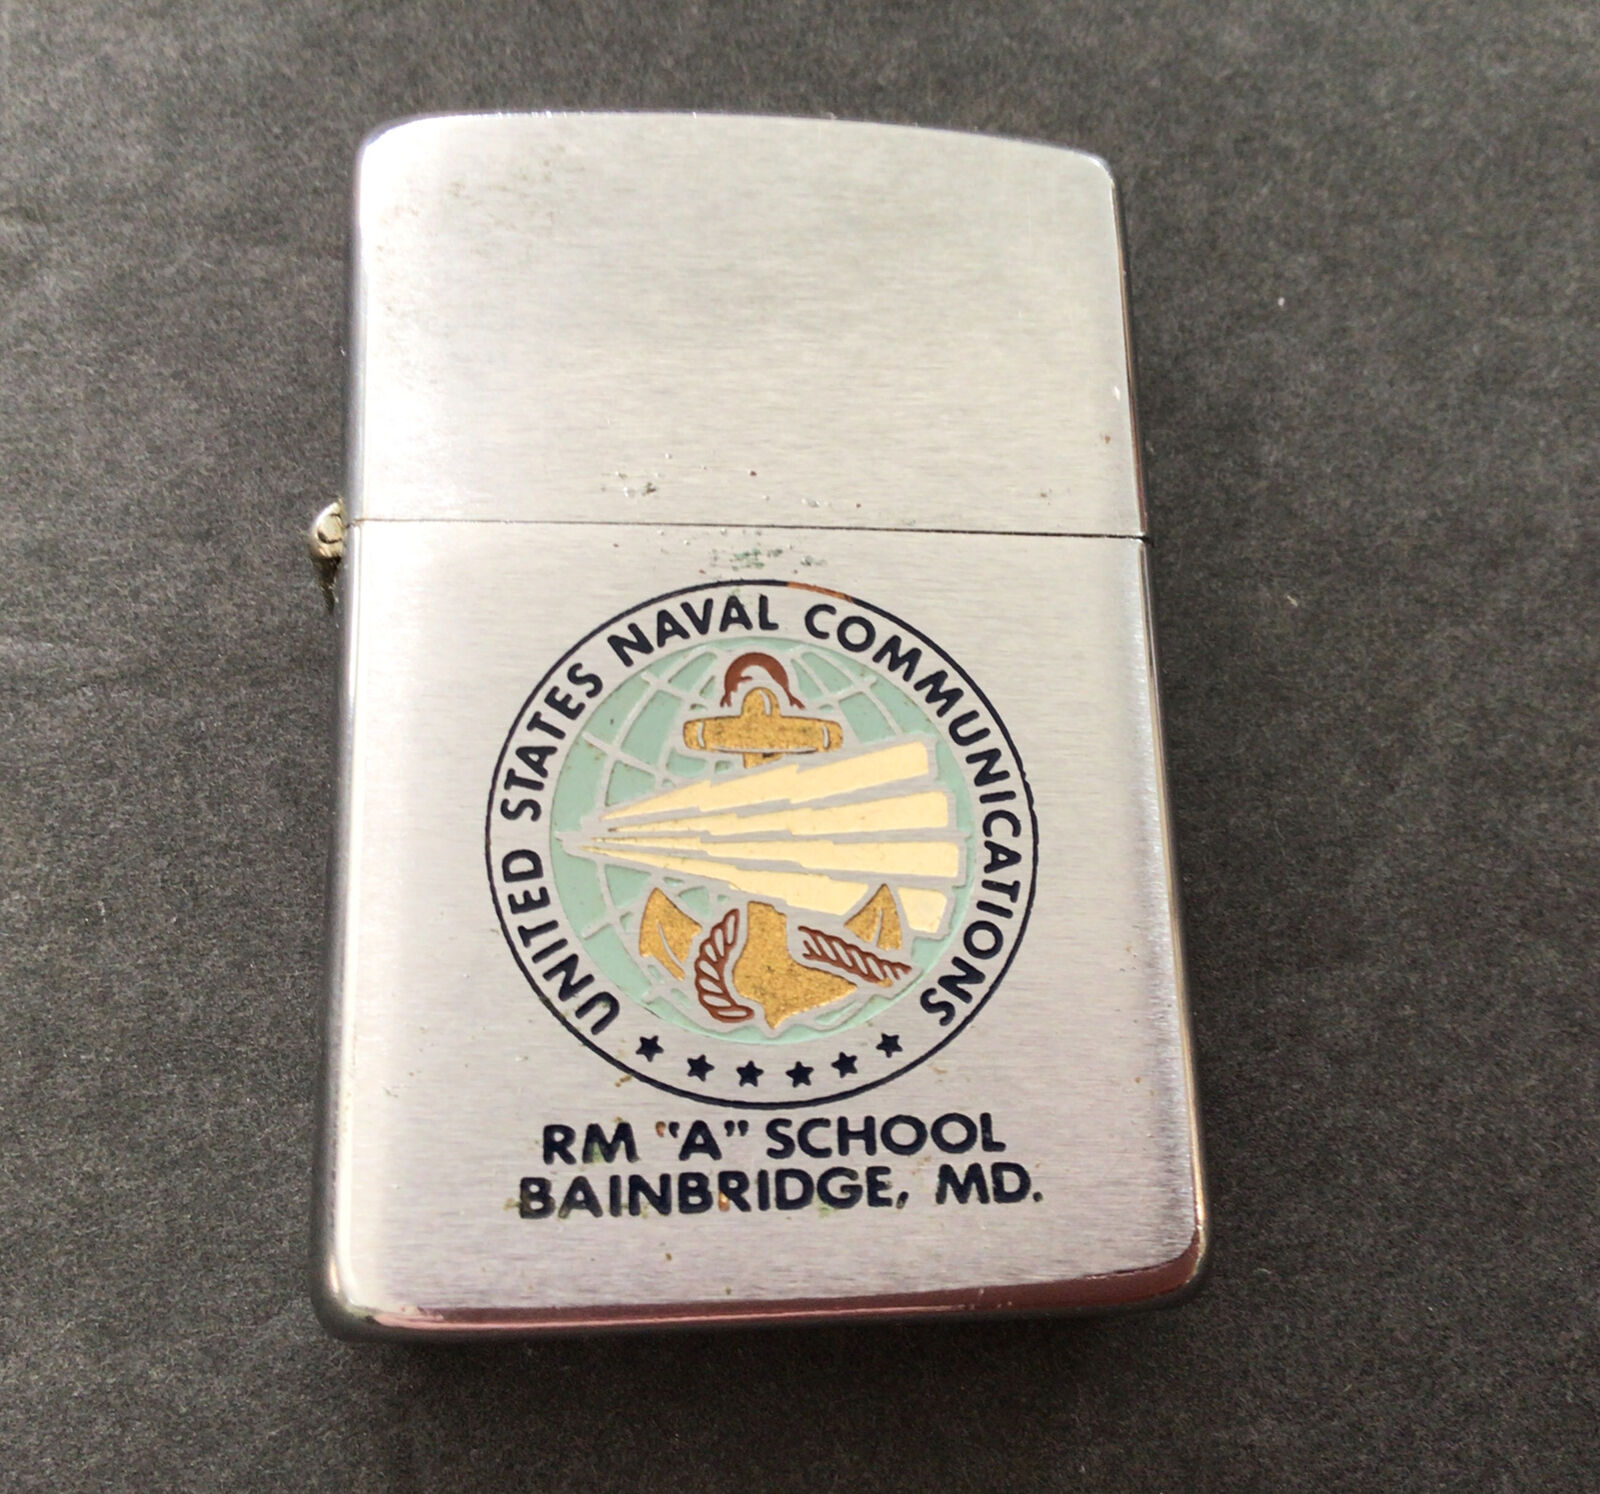 UNITED STATES NAVAL COMMUNICATIONS
RM "A" SCHOOL
BAINBRIDGE, MD.